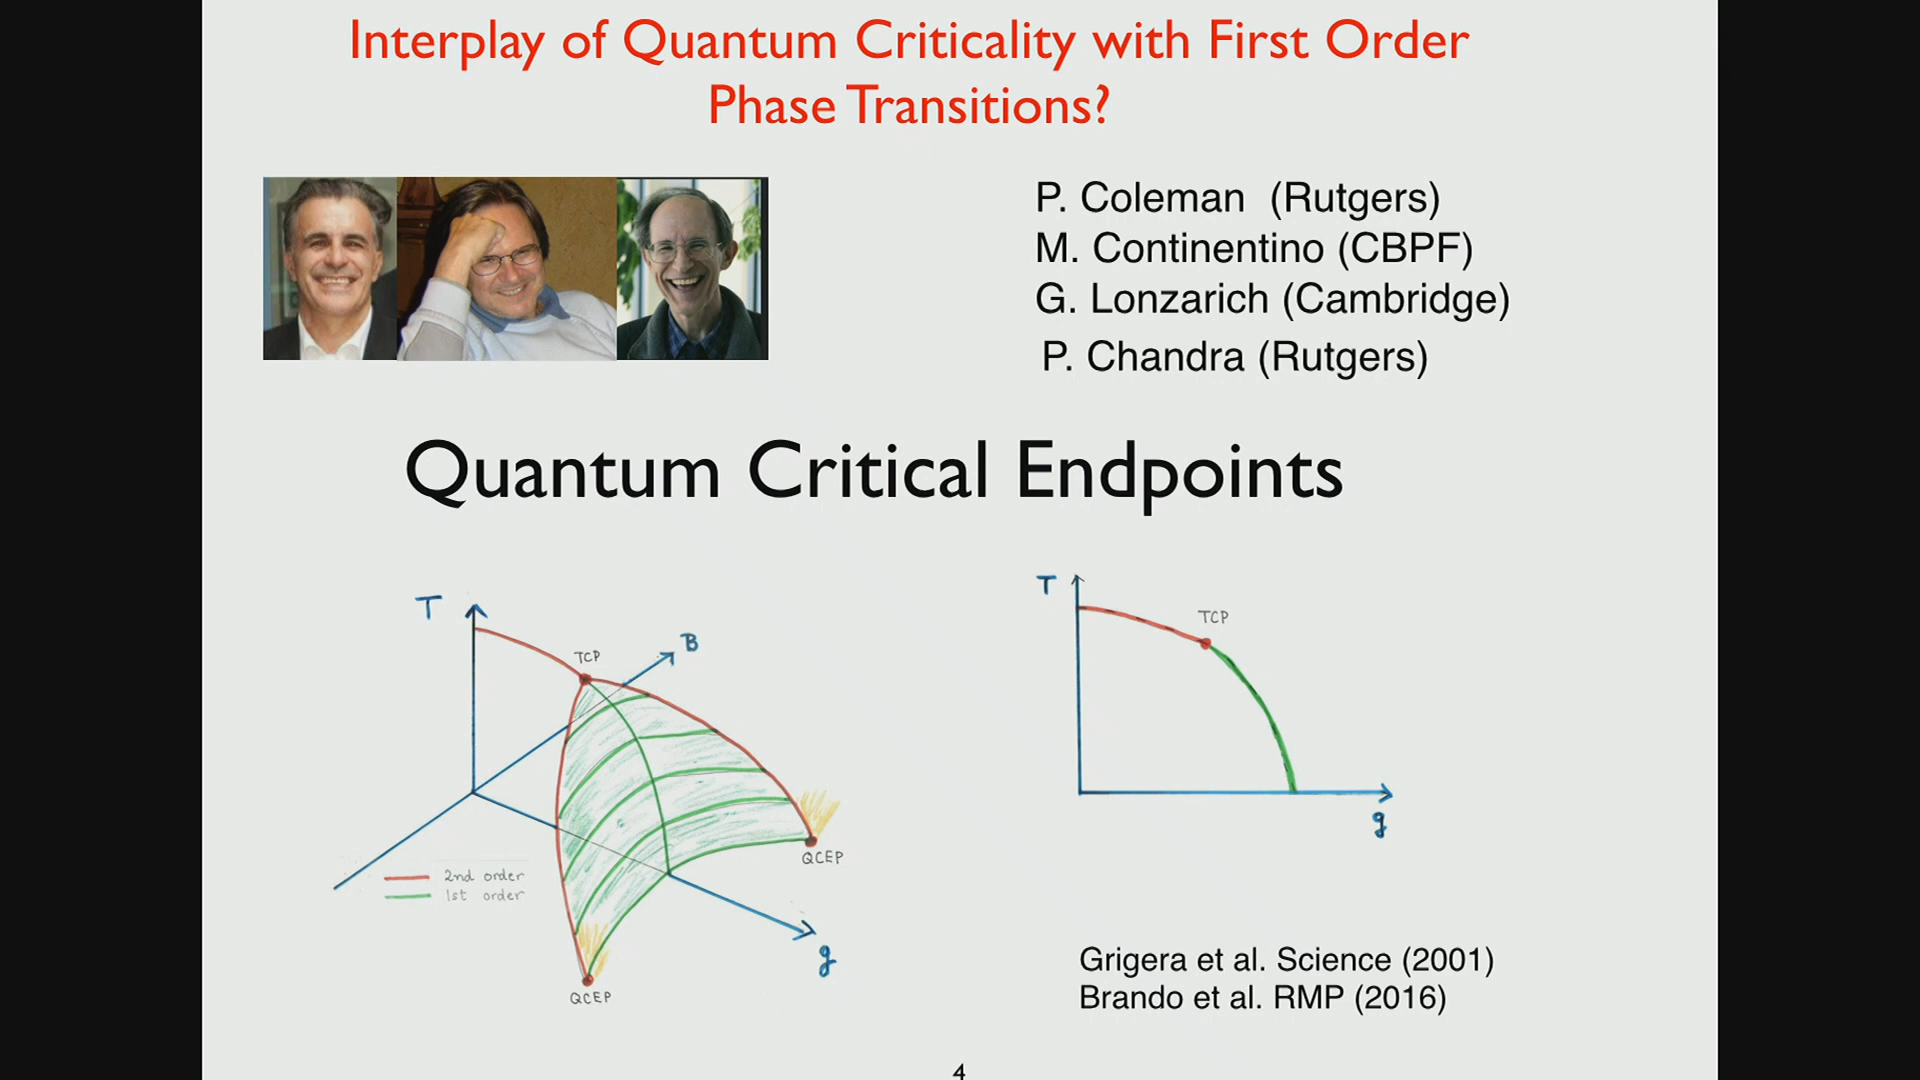 Interplay of Quantum Criticality with First Order
Phase Transitions?
P. Coleman (Rutgers)
M. Continentino (CBPF)
G. Lonzarich (Cambridge)
P. Chandra (Rutgers)
Quantum Critical Endpoints
T
B
TCP
QCEP
QCEP
g
2nd order
1st order
T
TCP
g
Grigera et al. Science (2001)
Brando et al. RMP (2016)
4